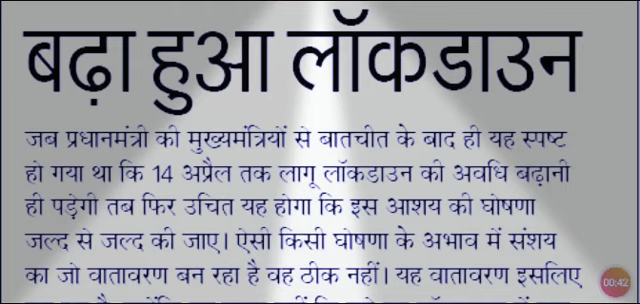 बढ़ा हुआ लॉकडाउन
जब प्रधानमंत्री की मुख्यमंत्रियों से बातचीत के बाद ही यह स्पष्ट
हो गया था कि 14 अप्रैल तक लागू लॉकडाउन की अवधि बढ़ानी
ही पड़ेगी तब फिर उचित यह होगा कि इस आशय की घोषणा
जल्द से जल्द की जाए। ऐसी किसी घोषणा के अभाव में संशय
का जो वातावरण बन रहा है वह ठीक नहीं। यह वातावरण इसलिए
00:42